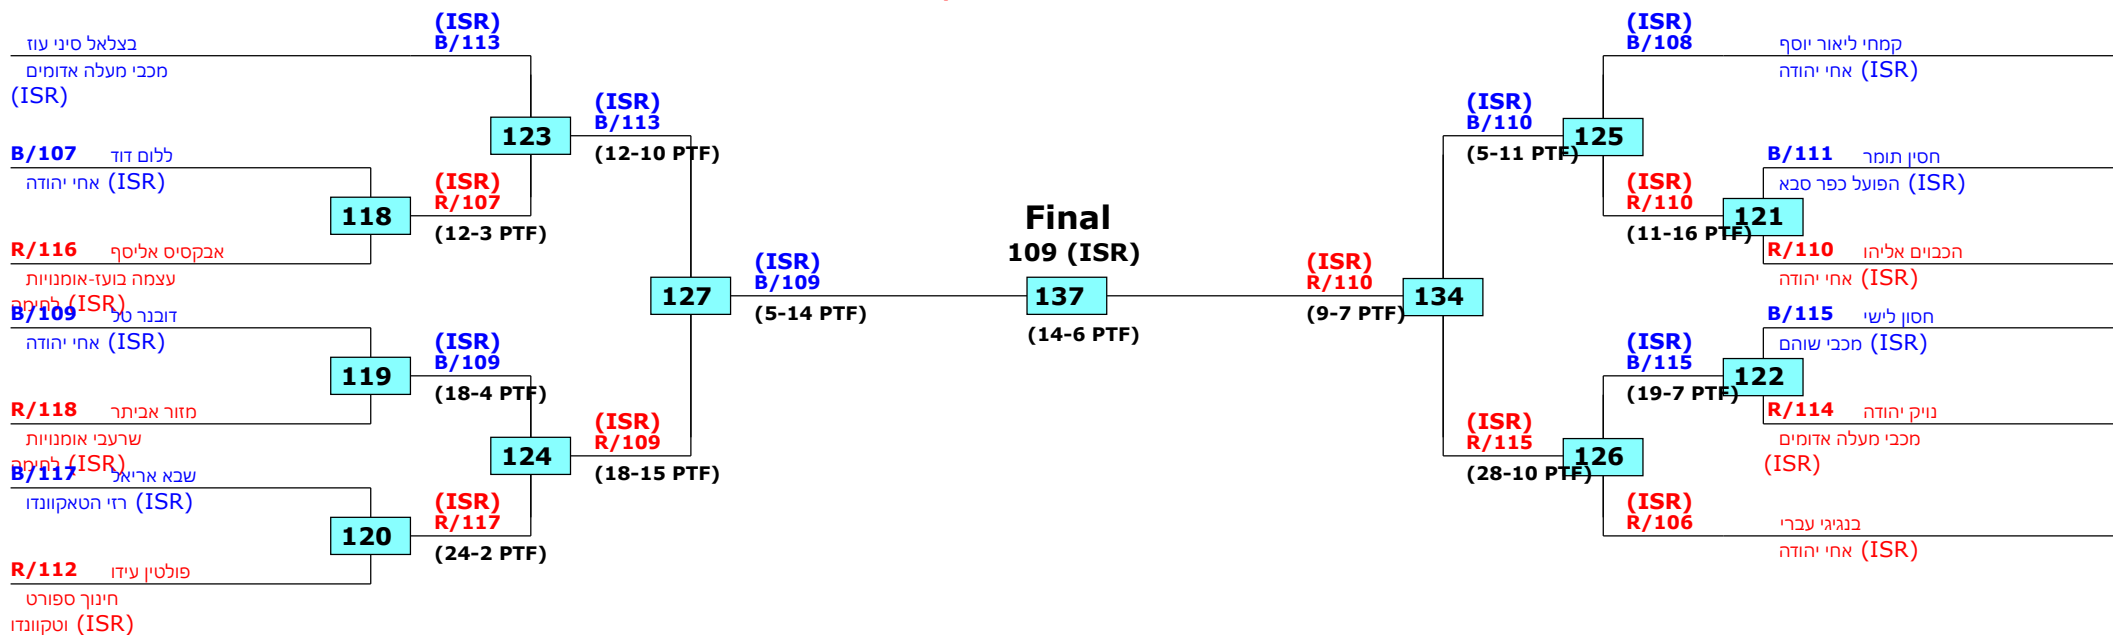 (ISR)
B/113
בצלאל סיני עוז
מכבי מעלה אדומים
(ISR)
B/107 ללום דוד
אחי יהודה (ISR)
118
R/116 אבקסיס אליסף
עצמה בועז-אומנויות
לחימה (ISR)
B/109 דובנר טל
אחי יהודה (ISR)
119
R/118 מזור אביתר
שרעבי אומנויות
לחימה (ISR)
B/117 שבא אריאל
רזי הטאקוונדו (ISR)
120
R/112 פולטין עידו
חינוך ספורט
וטקוונדו (ISR)
123
(ISR)
R/107
(12-3 PTF)
(ISR)
B/109
(18-4 PTF)
124
(ISR)
R/117
(24-2 PTF)
(ISR)
B/113
(12-10 PTF)
127
(ISR)
R/109
(18-15 PTF)
(ISR)
B/109
(5-14 PTF)
Final
109 (ISR)
137
(14-6 PTF)
(ISR)
R/110
(9-7 PTF)
134
(ISR)
B/110
(5-11 PTF)
125
(ISR)
R/115
(28-10 PTF)
126
(ISR)
B/108
קמחי ליאור יוסף
אחי יהודה (ISR)
(ISR)
R/110
(11-16 PTF)
121
B/111 חסין תומר
הפועל כפר סבא (ISR)
R/110 הכבוים אליהו
אחי יהודה (ISR)
(ISR)
B/115
(19-7 PTF)
122
B/115 חסון לישי
מכבי שוהם (ISR)
R/114 נויק יהודה
מכבי מעלה אדומים
(ISR)
(ISR)
R/106
בנגיגי עברי
אחי יהודה (ISR)